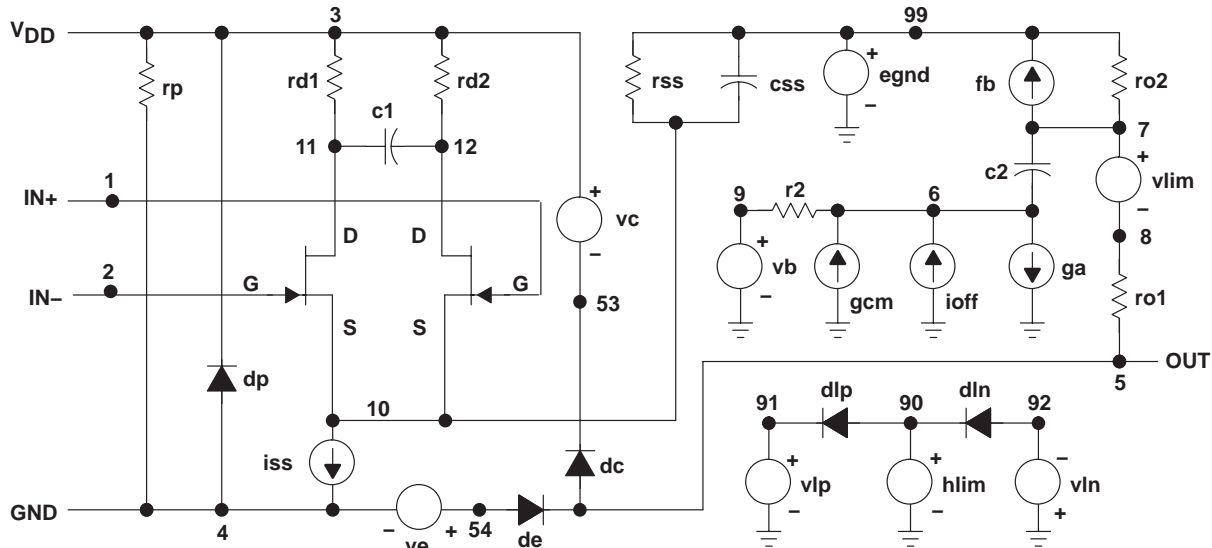 3
99
VDD
rp
rd1
rd2
rss
css
+
egnd
–
fb
ro2
c1
11
12
7
c2
+
vlim
–
1
IN+
+
vc
–
9
r2
6
8
D
D
2
IN–
G
G
+
vb
–
gcm
ioff
ga
ro1
53
S
S
OUT
5
dp
10
91
dlp
90
dln
92
iss
dc
+
vlp
–
+
hlim
–
–
vln
+
GND
4
–
+
54
de
ve